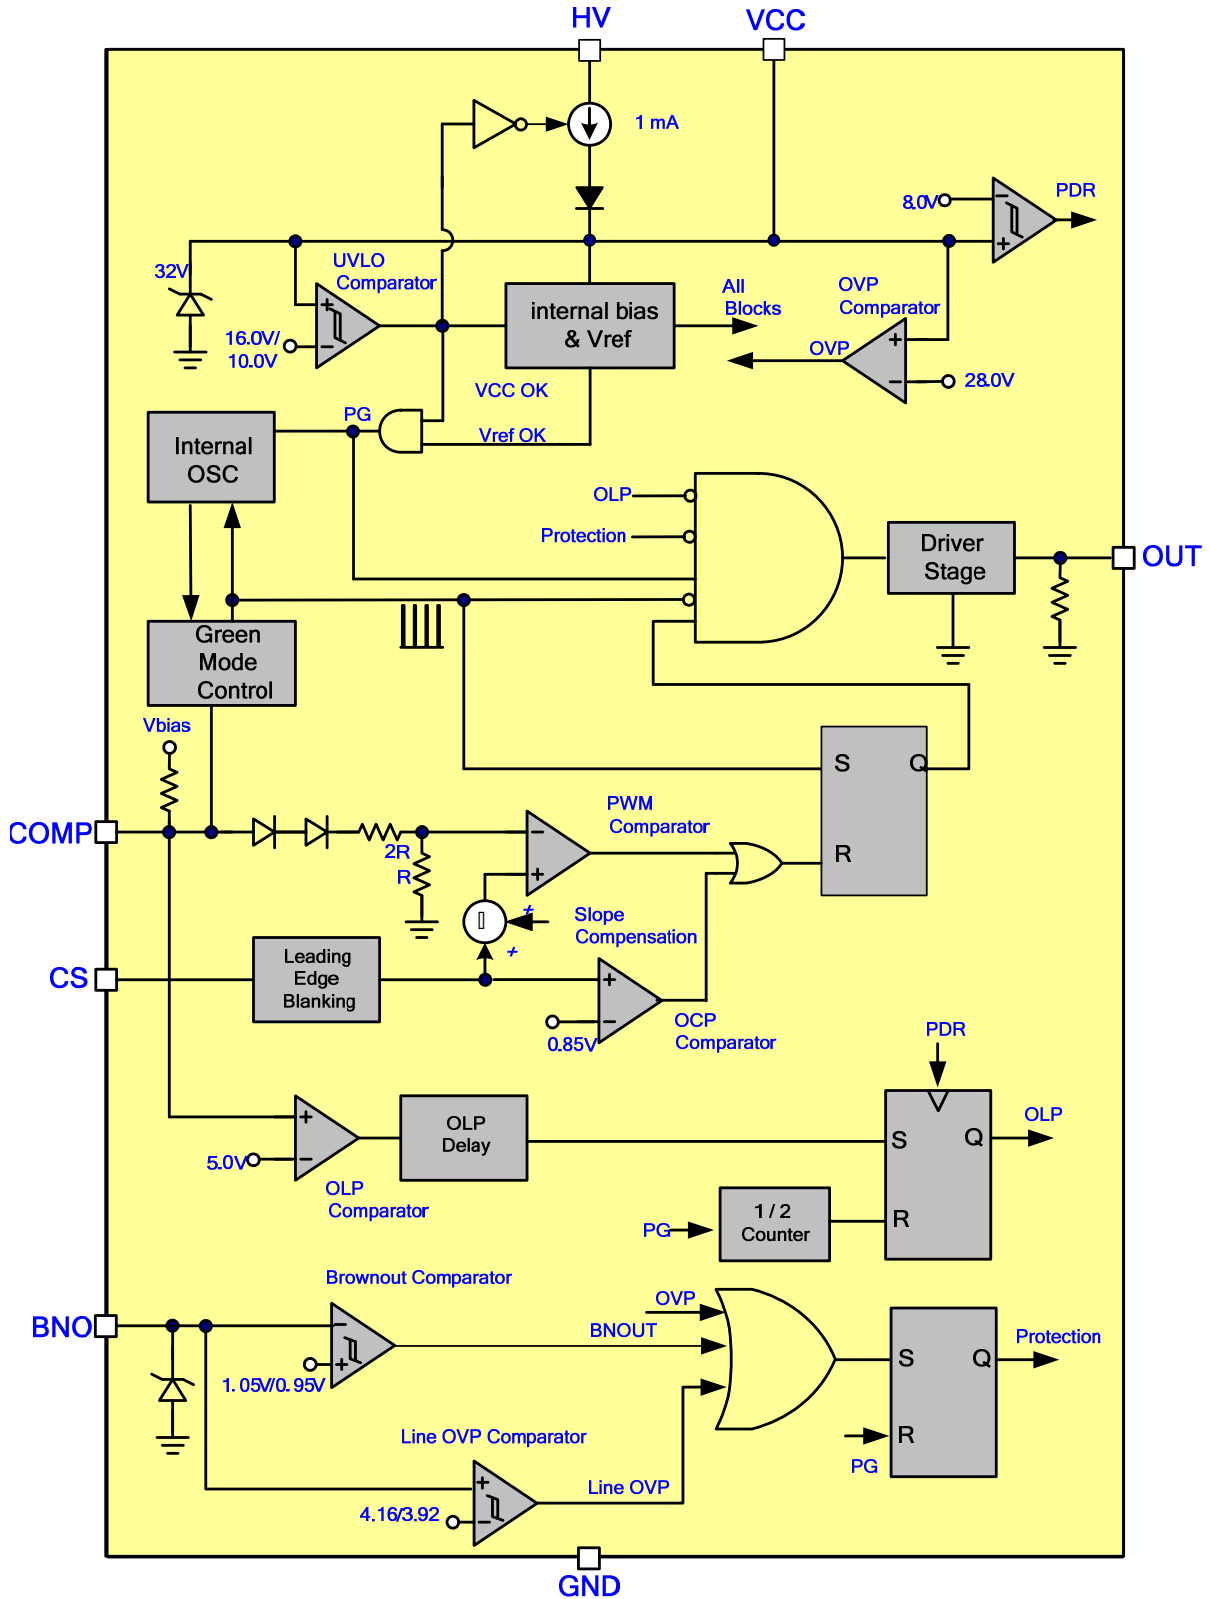 HV
VCC
1 mA
PDR
8.0V
−
+
UVLO
Comparator
32V
+
−
16.0V/
10.0V
internal bias
& Vref
All
Blocks
OVP
Comparator
OVP
+
−
28.0V
VCC OK
PG
Vref OK
Internal
OSC
OLP
Protection
Driver
Stage
OUT
Green
Mode
Control
Vbias
S
Q
R
COMP
PWM
Comparator
−
+
2R
R
+
Slope
Compensation
+
CS
Leading
Edge
Blanking
+
−
0.85V
OCP
Comparator
PDR
OLP
S
Q
R
+
−
5.0V
OLP
Delay
OLP
Comparator
1 / 2
Counter
PG
Brownout Comparator
BNO
−
+
1.05V/0.95V
OVP
BNOUT
S
Q
R
Protection
PG
Line OVP Comparator
+
−
4.16/3.92
Line OVP
GND